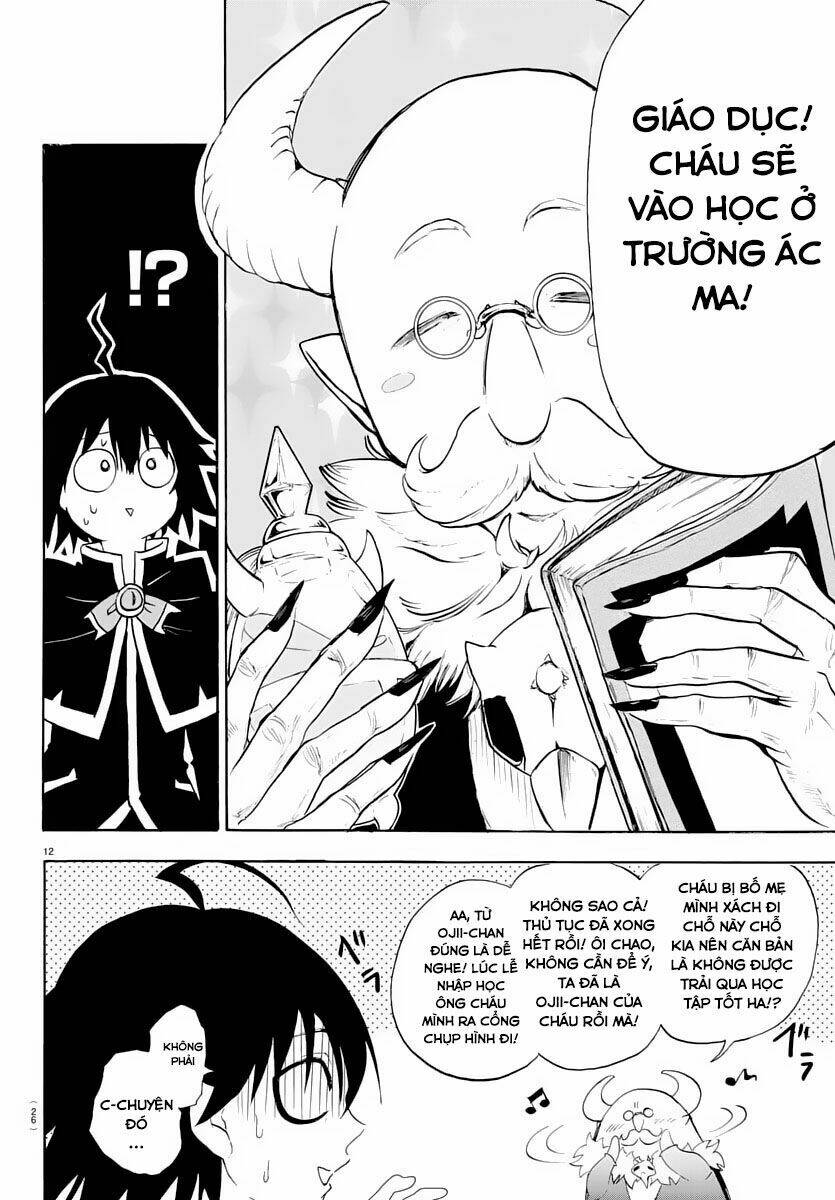 GIÁO DỤC!
CHÁU SẼ
VÀO HỌC Ở
TRƯỜNG ÁC
MA!
!?
12
CHÁU BỊ BỐ MẸ
MÌNH XÁCH ĐI
CHỖ NÀY CHỖ
KIA NÊN CĂN BẢN
LÀ KHÔNG ĐƯỢC
TRẢI QUA HỌC
TẬP TỐT HA!?
KHÔNG SAO CẢ!
THỦ TỤC ĐÃ XONG
HẾT RỒI! ÔI CHAO,
KHÔNG CẦN ĐỂ Ý,
TA ĐÃ LÀ
OJII-CHAN CỦA
CHÁU RỒI MÀ!
AA, TỪ
OJII-CHAN
ĐÚNG LÀ DỄ
NGHE! LÚC LỄ
NHẬP HỌC
ÔNG CHÁU
MÌNH RA CỔNG
CHỤP HÌNH ĐI!
デレ
デレ
KHÔNG
PHẢI
C-CHUYỆN
ĐÓ
...
(26)